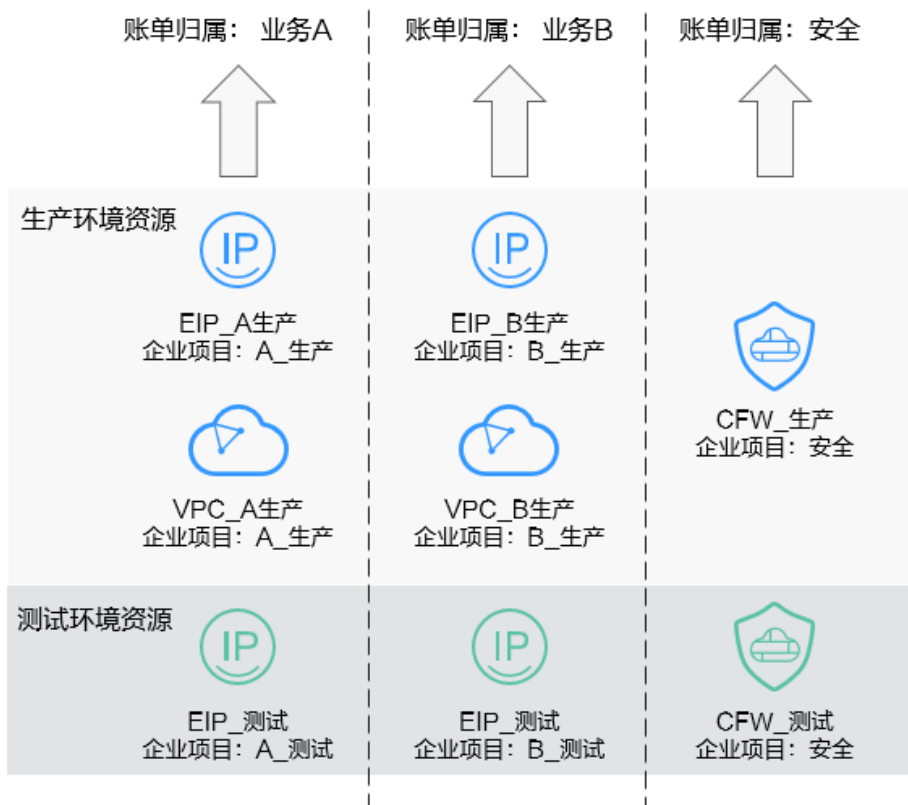 账单归属：业务A
账单归属：业务B
账单归属：安全
生产环境资源
IP
EIP_A生产
企业项目：A_生产
IP
EIP_B生产
企业项目：B_生产
VPC_A生产
企业项目：A_生产
VPC_B生产
企业项目：B_生产
CFW_生产
企业项目：安全
测试环境资源
IP
EIP_测试
企业项目：A_测试
IP
EIP_测试
企业项目：B_测试
CFW_测试
企业项目：安全